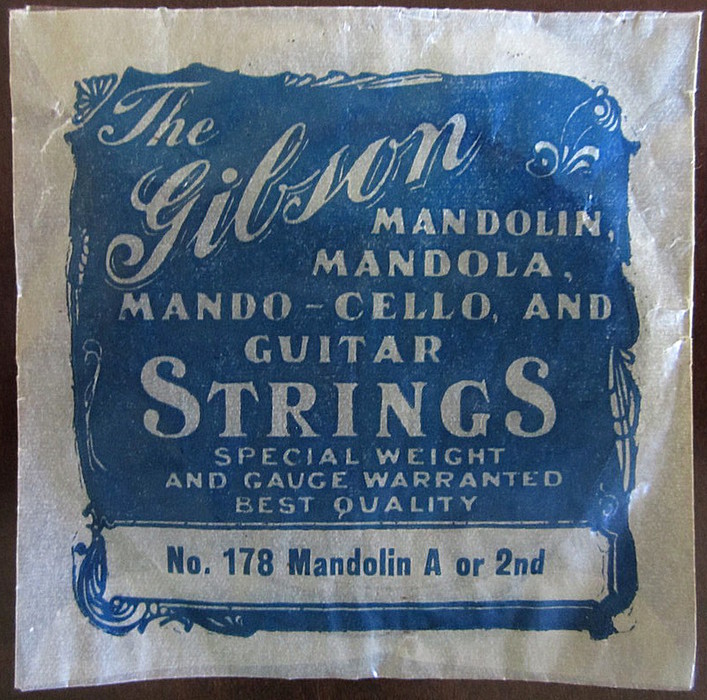 The
Gibson
MANDOLIN,
MANDOLA,
MANDO-CELLO, AND
GUITAR
STRINGS
SPECIAL WEIGHT
AND GAUGE WARRANTED
BEST QUALITY
No. 178 Mandolin A or 2nd